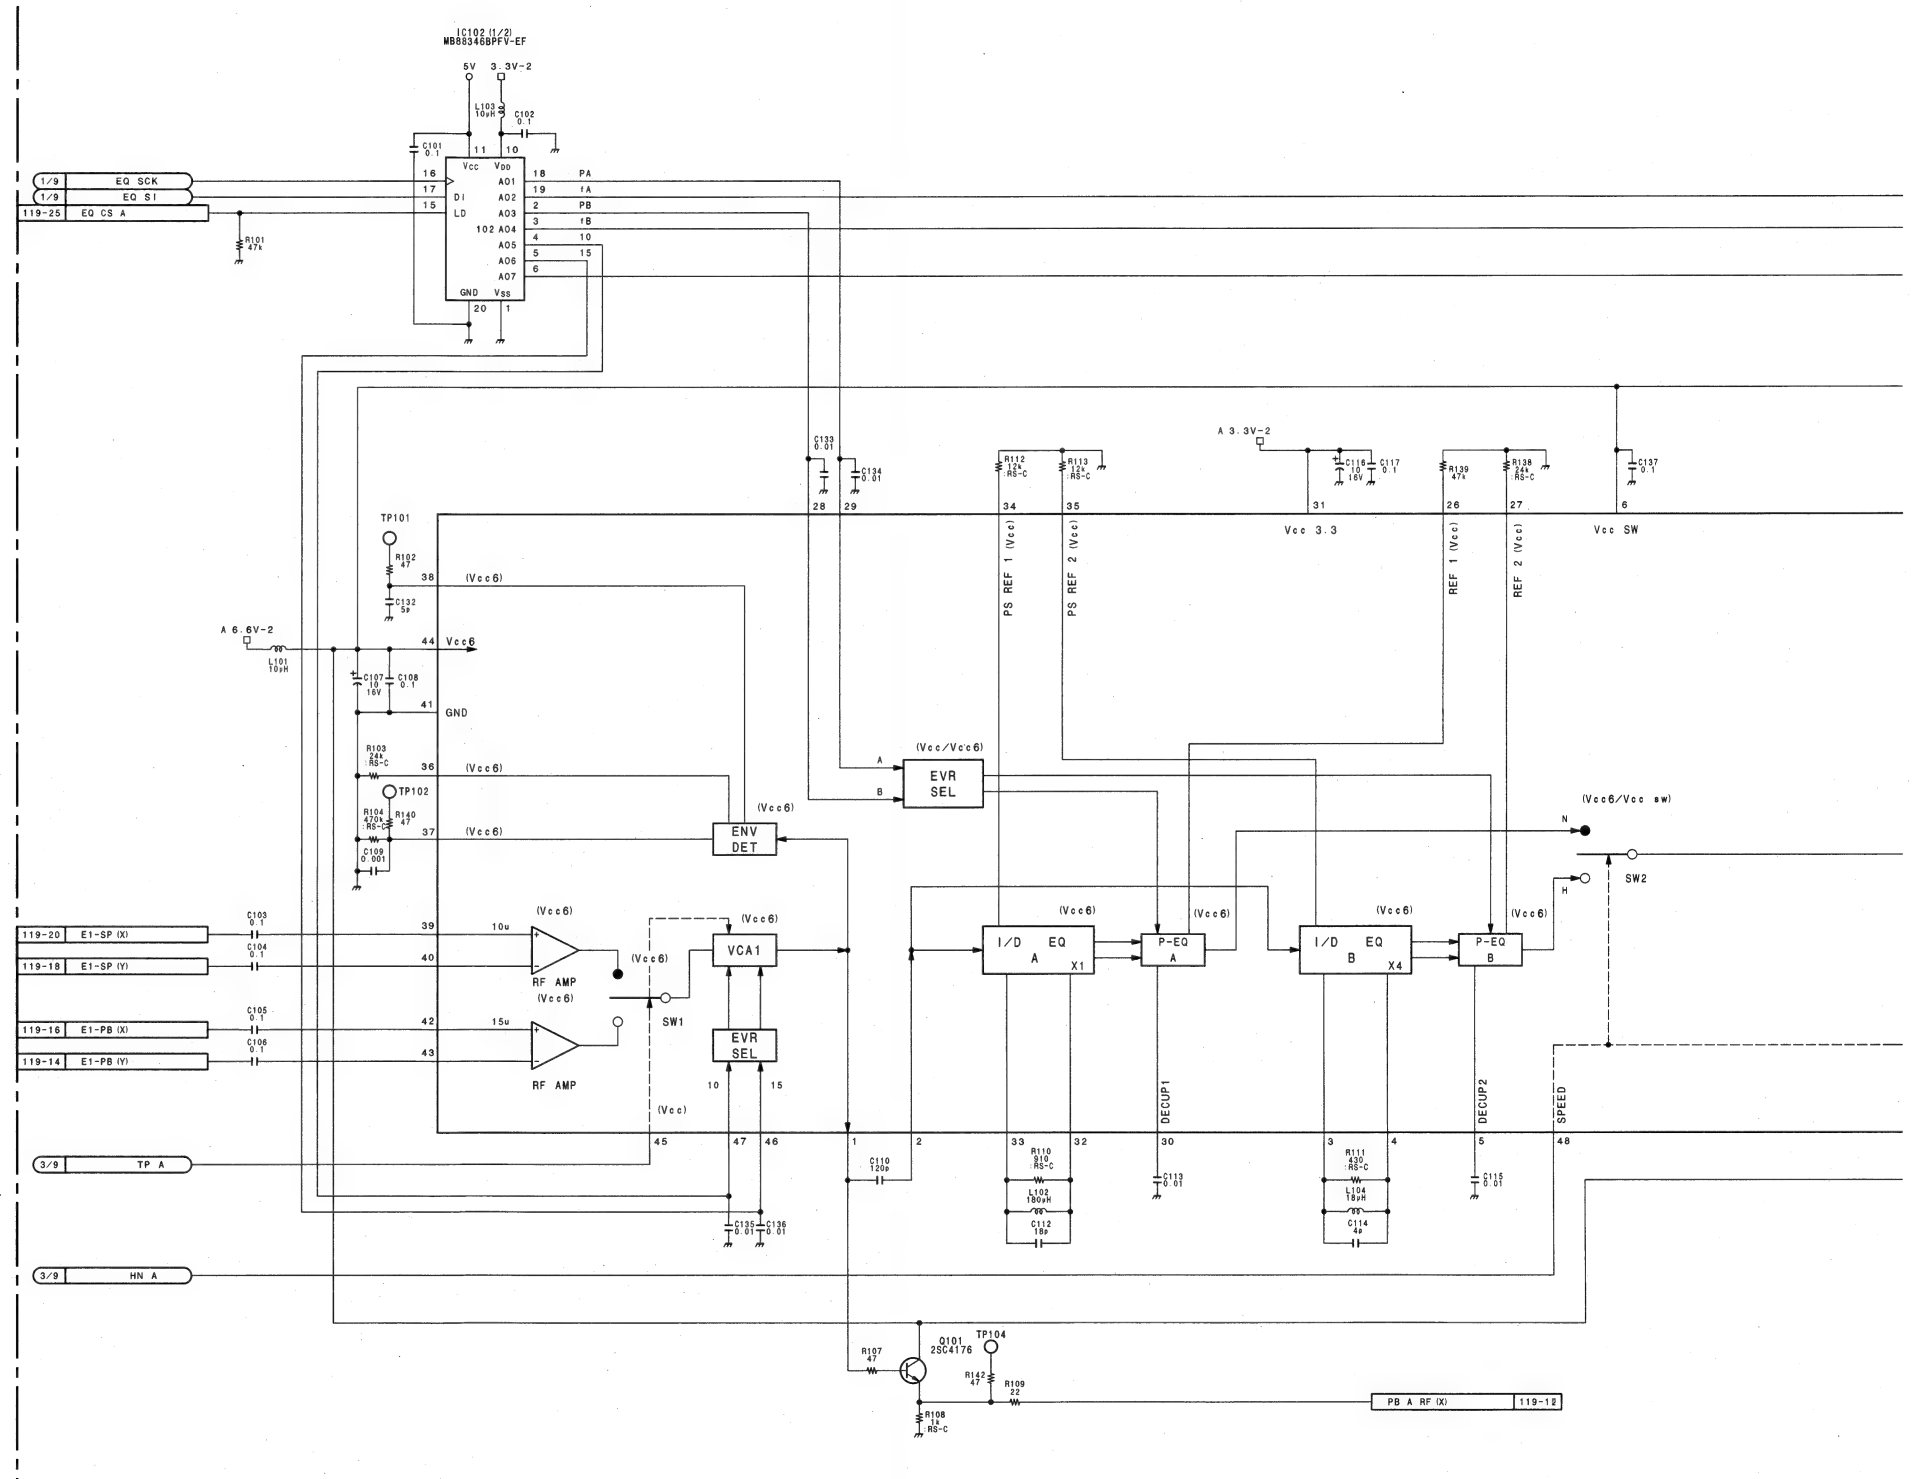 IC102 (1/2)
MB88346BPFV-EF
5V 3.3V-2
L103
10μH
C102
0.1
C101
0.1
11 10
Vcc VDD
1/9 EQ SCK 16 AO1 18 PA
1/9 EQ SI 17 DI AO2 19 fA
119-25 EQ CS A 15 LD AO3 2 PB
102 AO4 3 fB
R101
47k
AO5 4 10
AO6 5 15
AO7 6
GND Vss
20 1
C133
0.01
C134
0.01
R112
12k
:RS-C
R113
12k
:RS-C
A 3.3V-2
C116
10
16V
C117
0.1
R139
47k
R138
24k
:RS-C
C137
0.1
28 29 34 35 31 26 27 6
Vcc 3.3 Vcc SW
PS REF 1 (Vcc)
PS REF 2 (Vcc)
REF 1 (Vcc)
REF 2 (Vcc)
TP101
R102
47
38 (Vcc6)
C132
5p
A 6.6V-2
L101
10μH
44 Vcc6
C107
10
16V
C108
0.1
41 GND
R103
24k
:RS-C
36 (Vcc6)
TP102
R104
470k
:RS-C
R140
47
37 (Vcc6)
C109
0.001
(Vcc6)
ENV
DET
(Vcc/Vcc6)
A
B
EVR
SEL
(Vcc6/Vcc sw)
N
H
SW2
119-20 E1-SP (X)
C103
0.1
39 10u
119-18 E1-SP (Y)
C104
0.1
40
(Vcc6)
RF AMP
119-16 E1-PB (X)
C105
0.1
42 15u
119-14 E1-PB (Y)
C106
0.1
43
(Vcc6)
RF AMP
(Vcc6)
SW1
(Vcc6)
VCA1
EVR
SEL
10 15
(Vcc)
(Vcc6)
I/D EQ
A
X1
(Vcc6)
P-EQ
A
(Vcc6)
I/D EQ
B
X4
(Vcc6)
P-EQ
B
DECUP1
DECUP2
SPEED
45 47 46 1 2 33 32 30 3 4 5 48
3/9 TP A
C110
120p
R110
910
:RS-C
L102
180μH
C112
18p
C113
0.01
R111
430
:RS-C
L104
18μH
C114
4p
C115
0.01
C135
0.01
C136
0.01
3/9 HN A
R107
47
Q101
2SC4176
TP104
R142
47
R109
22
R108
1k
:RS-C
PB A RF (X) 119-12